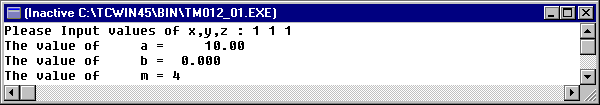 (Inactive C:\TCWIN45\BIN\TM012_01.EXE)
Please Input values of x,y,z : 1 1 1
The value of     a =     10.00
The value of     b =  0.000
The value of     m = 4